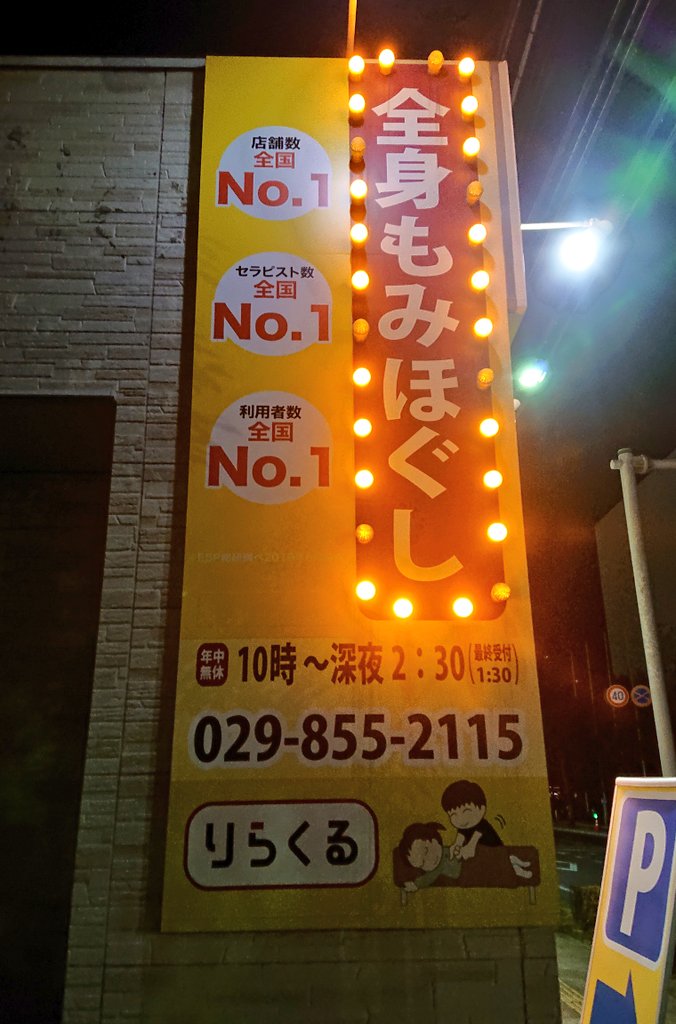 全身もみほぐし
店舗数
全国
No.1
セラピスト数
全国
No.1
利用者数
全国
No.1
年中
無休
10時～深夜2：30
(最終受付
1:30)
029-855-2115
りらくる
P
40